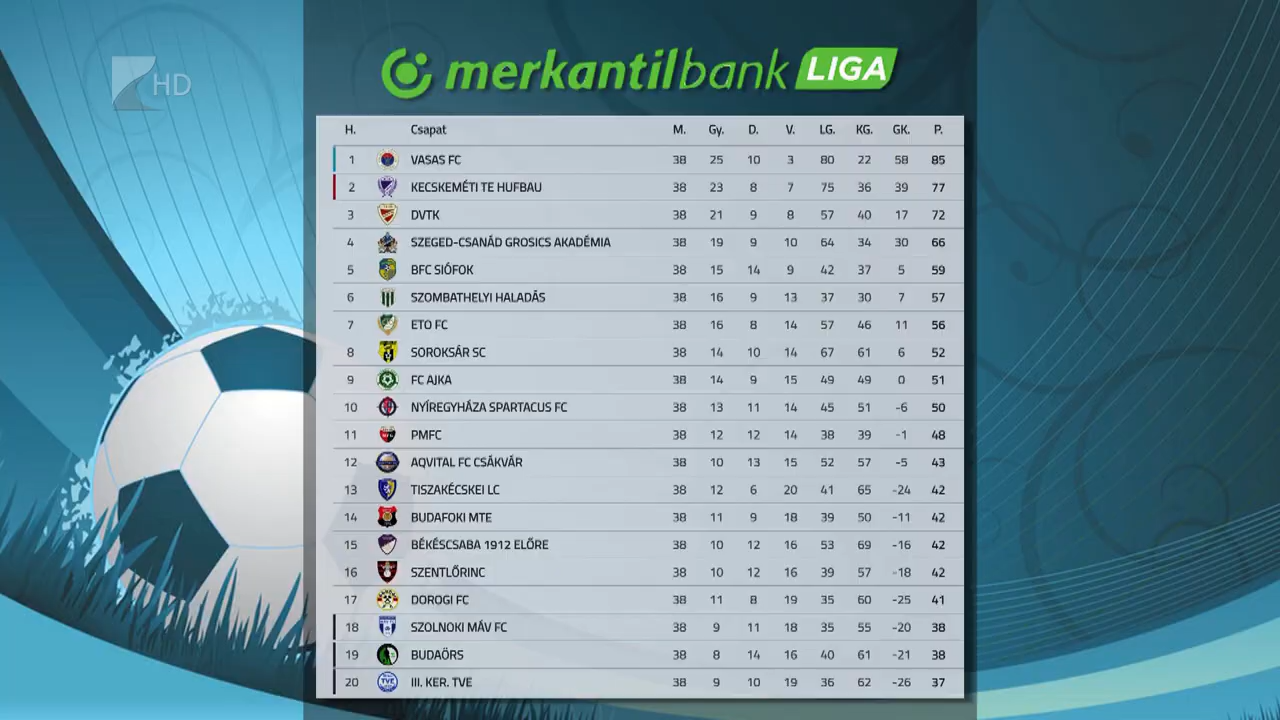 HD
merkantilbank LIGA
H. Csapat M. Gy. D. V. LG. KG. GK. P.
1 VASAS FC 38 25 10 3 80 22 58 85
2 KECSKEMÉTI TE HUFBAU 38 23 8 7 75 36 39 77
3 DVTK 38 21 9 8 57 40 17 72
4 SZEGED-CSANÁD GROSICS AKADÉMIA 38 19 9 10 64 34 30 66
5 BFC SIÓFOK 38 15 14 9 42 37 5 59
6 SZOMBATHELYI HALADÁS 38 16 9 13 37 30 7 57
7 ETO FC 38 16 8 14 57 46 11 56
8 SOROKSÁR SC 38 14 10 14 67 61 6 52
9 FC AJKA 38 14 9 15 49 49 0 51
10 NYÍREGYHÁZA SPARTACUS FC 38 13 11 14 45 51 -6 50
11 PMFC 38 12 12 14 38 39 -1 48
12 AQVITAL FC CSÁKVÁR 38 10 13 15 52 57 -5 43
13 TISZAKÉCSKEI LC 38 12 6 20 41 65 -24 42
14 BUDAFOKI MTE 38 11 9 18 39 50 -11 42
15 BÉKÉSCSABA 1912 ELŐRE 38 10 12 16 53 69 -16 42
16 SZENTLŐRINC 38 10 12 16 39 57 -18 42
17 DOROGI FC 38 11 8 19 35 60 -25 41
18 SZOLNOKI MÁV FC 38 9 11 18 35 55 -20 38
19 BUDAÖRS 38 8 14 16 40 61 -21 38
20 III. KER. TVE 38 9 10 19 36 62 -26 37